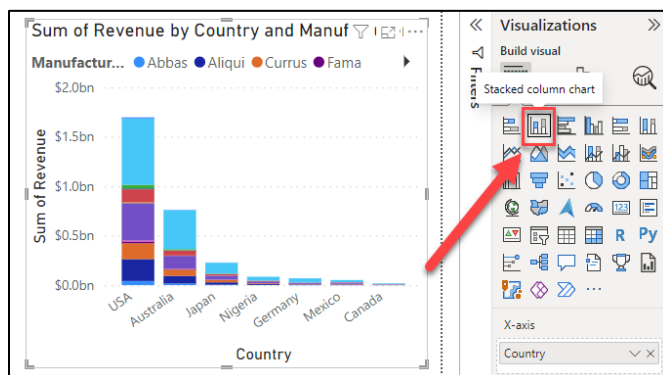 Sum of Revenue by Country and Manuf
Manufactur... Abbas Aliqui Currus Fama
$2.0bn
$1.5bn
$1.0bn
$0.5bn
$0.0bn
Sum of Revenue
USA
Australia
Japan
Nigeria
Germany
Mexico
Canada
Country
Filters
Visualizations
Build visual
Stacked column chart
123
R Py
X-axis
Country